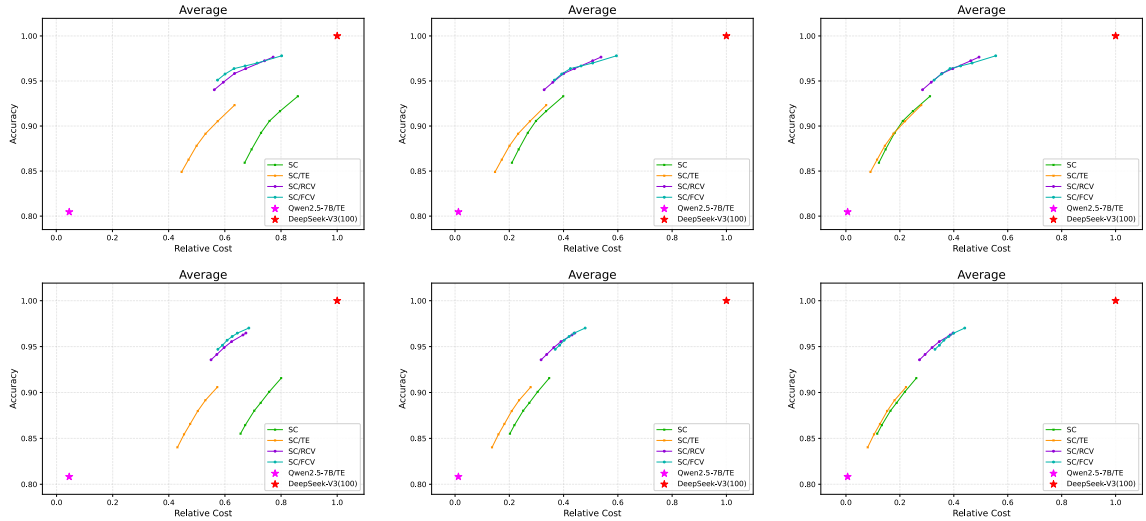 Average
Accuracy
1.00
0.95
0.90
0.85
0.80
SC
SC/TE
SC/RCV
SC/FCV
Qwen2.5-7B/TE
DeepSeek-V3(100)
0.0 0.2 0.4 0.6 0.8 1.0
Relative Cost
Average
Accuracy
1.00
0.95
0.90
0.85
0.80
SC
SC/TE
SC/RCV
SC/FCV
Qwen2.5-7B/TE
DeepSeek-V3(100)
0.0 0.2 0.4 0.6 0.8 1.0
Relative Cost
Average
Accuracy
1.00
0.95
0.90
0.85
0.80
SC
SC/TE
SC/RCV
SC/FCV
Qwen2.5-7B/TE
DeepSeek-V3(100)
0.0 0.2 0.4 0.6 0.8 1.0
Relative Cost
Average
Accuracy
1.00
0.95
0.90
0.85
0.80
SC
SC/TE
SC/RCV
SC/FCV
Qwen2.5-7B/TE
DeepSeek-V3(100)
0.0 0.2 0.4 0.6 0.8 1.0
Relative Cost
Average
Accuracy
1.00
0.95
0.90
0.85
0.80
SC
SC/TE
SC/RCV
SC/FCV
Qwen2.5-7B/TE
DeepSeek-V3(100)
0.0 0.2 0.4 0.6 0.8 1.0
Relative Cost
Average
Accuracy
1.00
0.95
0.90
0.85
0.80
SC
SC/TE
SC/RCV
SC/FCV
Qwen2.5-7B/TE
DeepSeek-V3(100)
0.0 0.2 0.4 0.6 0.8 1.0
Relative Cost